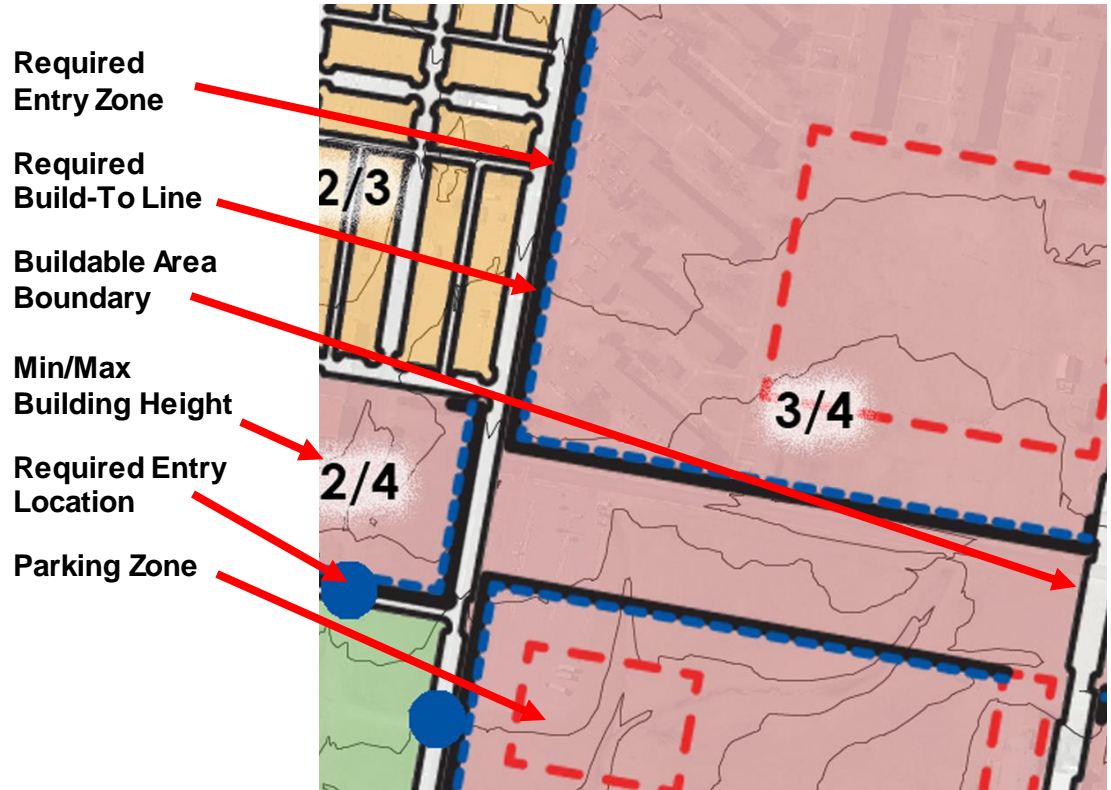 Required
Entry Zone
Required
Build-To Line
Buildable Area
Boundary
Min/Max
Building Height
Required Entry
Location
Parking Zone
2/3
3/4
2/4